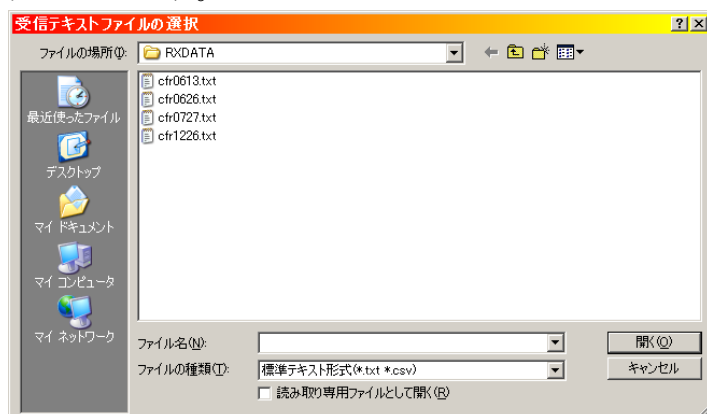 受信テキストファイルの選択
ファイルの場所(I): RXDATA
cfr0613.txt
cfr0626.txt
cfr0727.txt
cfr1226.txt
最近使ったファイル
デスクトップ
マイ ドキュメント
マイ コンピュータ
マイ ネットワーク
ファイル名(N): 開く(O)
ファイルの種類(T): 標準テキスト形式(*.txt *.csv) キャンセル
読み取り専用ファイルとして開く(R)